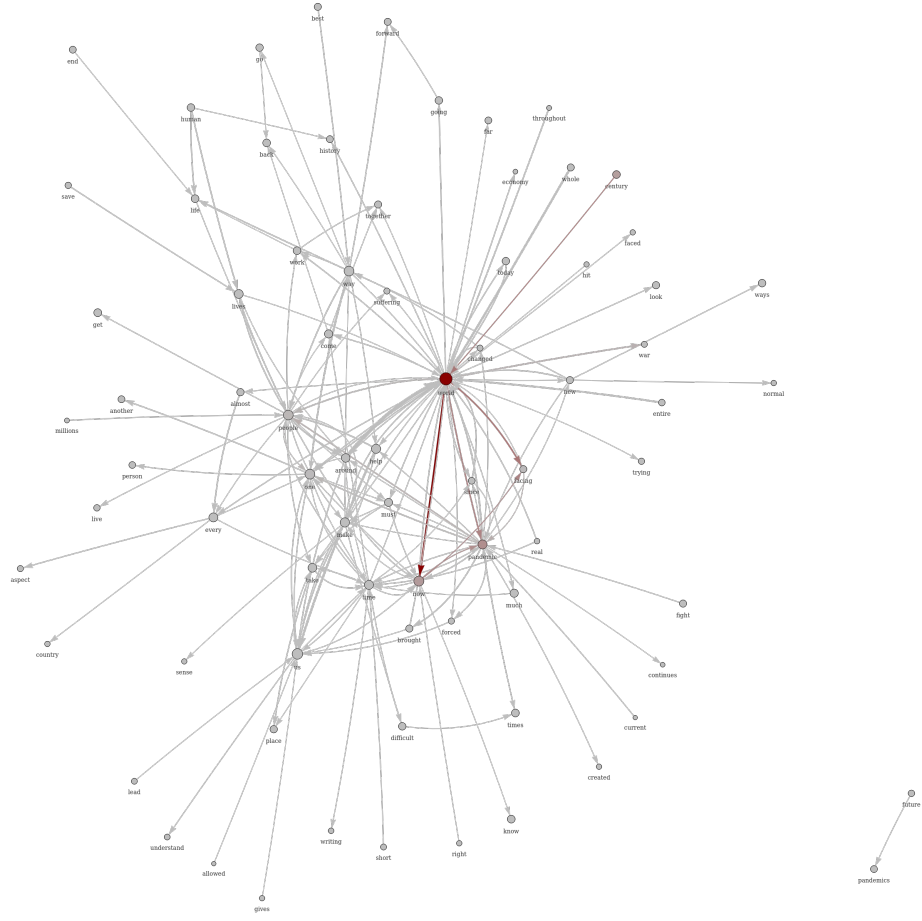 best
forward
go
end
going
human
throughout
far
history
back
economy
whole
century
save
life
together
faced
work
today
hit
way
look
ways
suffering
lives
get
come
war
changed
world
new
normal
almost
another
entire
people
millions
help
around
trying
person
one
facing
since
live
must
every
make
real
pandemic
aspect
take
time
now
much
fight
brought
forced
country
us
sense
continues
place
difficult
times
current
created
lead
future
know
understand
writing
short
right
allowed
pandemics
gives